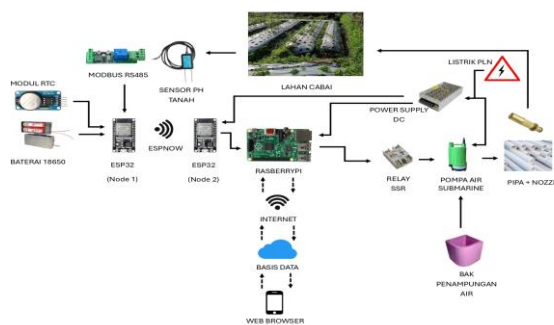 MODBUS RS485
SENSOR PH
TANAH
LAHAN CABAI
LISTRIK PLN
MODUL RTC
POWER SUPPLY
DC
BATERAI 18650
ESP32
(Node 1)
ESPNOW
ESP32
(Node 2)
RASBERRYPI
RELAY
SSR
POMPA AIR
SUBMARINE
PIPA + NOZZI
INTERNET
BASIS DATA
WEB BROWSER
BAK
PENAMPUNGAN
AIR